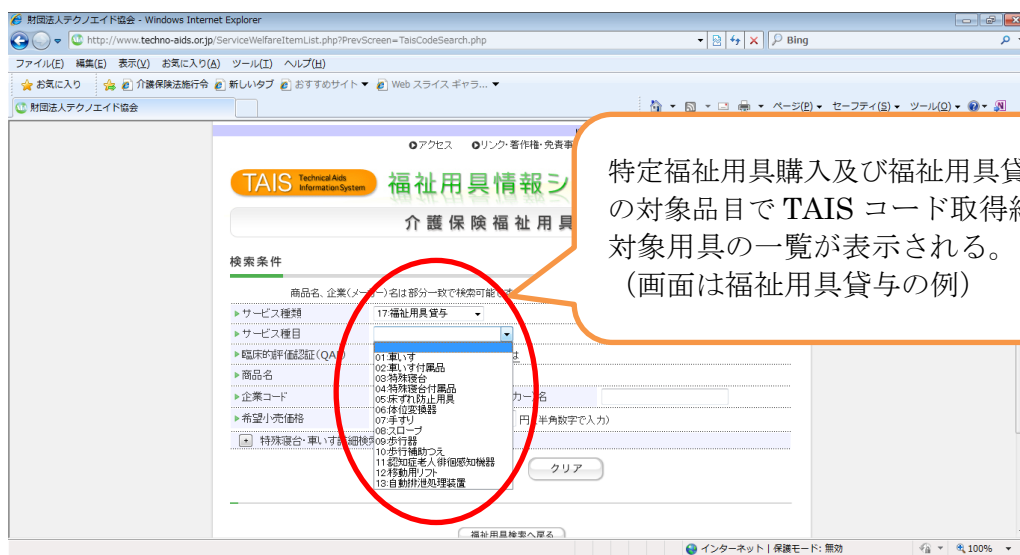 財団法人テクノエイド協会 - Windows Internet Explorer
http://www.techno-aids.or.jp/ServiceWelfareItemList.php?PrevScreen=TaisCodeSearch.php
Bing
ファイル(F) 編集(E) 表示(V) お気に入り(A) ツール(T) ヘルプ(H)
お気に入り 介護保険法施行令 新しいタブ おすすめサイト ▼ Web スライス ギャラ... ▼
財団法人テクノエイド協会
ページ(P) セーフティ(S) ツール(O)
アクセス リンク・著作権・免責事
TAIS Technical Aids Information System 福祉用具情報シ
介護保険福祉用具
特定福祉用具購入及び福祉用具貸
の対象品目で TAIS コード取得
対象用具の一覧が表示される。
（画面は福祉用具貸与の例）
検索条件
商品名、企業(メーカー)名は部分一致で検索可能です
サービス種類 17:福祉用具貸与
サービス種目
臨床的評価認証(QAP)
商品名
企業コード
カー)名
希望小売価格
円(半角数字で入力)
特殊寝台・車いす詳細検索
01:車いす
02:車いす付属品
03:特殊寝台
04:特殊寝台付属品
05:床ずれ防止用具
06:体位変換器
07:手すり
08:スロープ
09:歩行器
10:歩行補助つえ
11:認知症老人徘徊感知機器
12:移動用リフト
13:自動排泄処理装置
クリア
福祉用具検索へ戻る
インターネット | 保護モード: 無効
100%